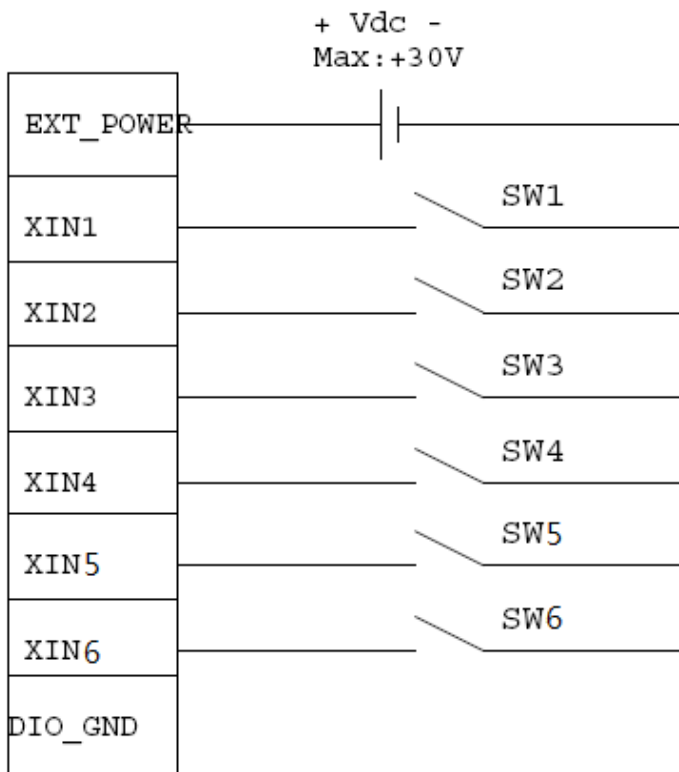 + Vdc -
Max:+30V
EXT_POWER
SW1
XIN1
SW2
XIN2
SW3
XIN3
SW4
XIN4
SW5
XIN5
SW6
XIN6
DIO_GND